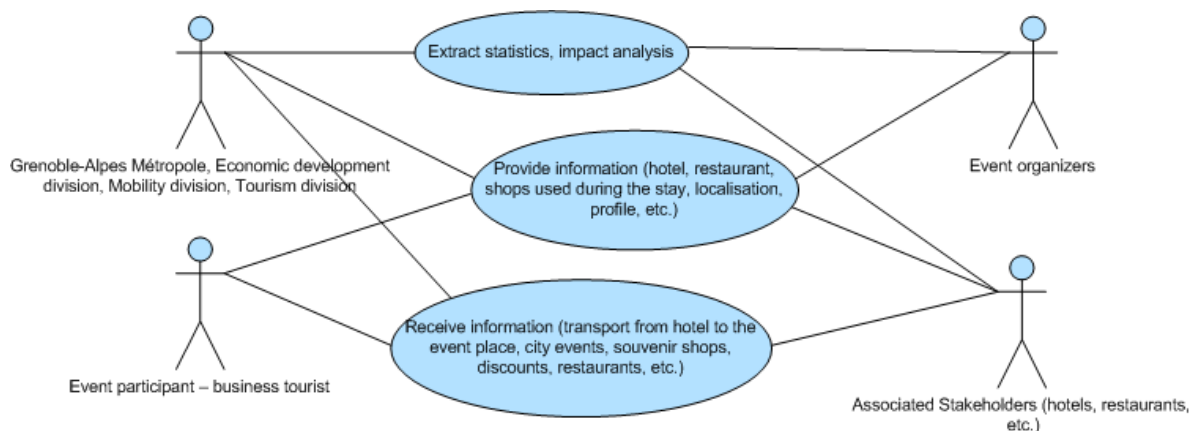 Extract statistics, impact analysis
Grenoble-Alpes Métropole, Economic development
division, Mobility division, Tourism division
Event organizers
Provide information (hotel, restaurant,
shops used during the stay, localisation,
profile, etc.)
Receive information (transport from hotel to the
event place, city events, souvenir shops,
discounts, restaurants, etc.)
Event participant – business tourist
Associated Stakeholders (hotels, restaurants,
etc.)